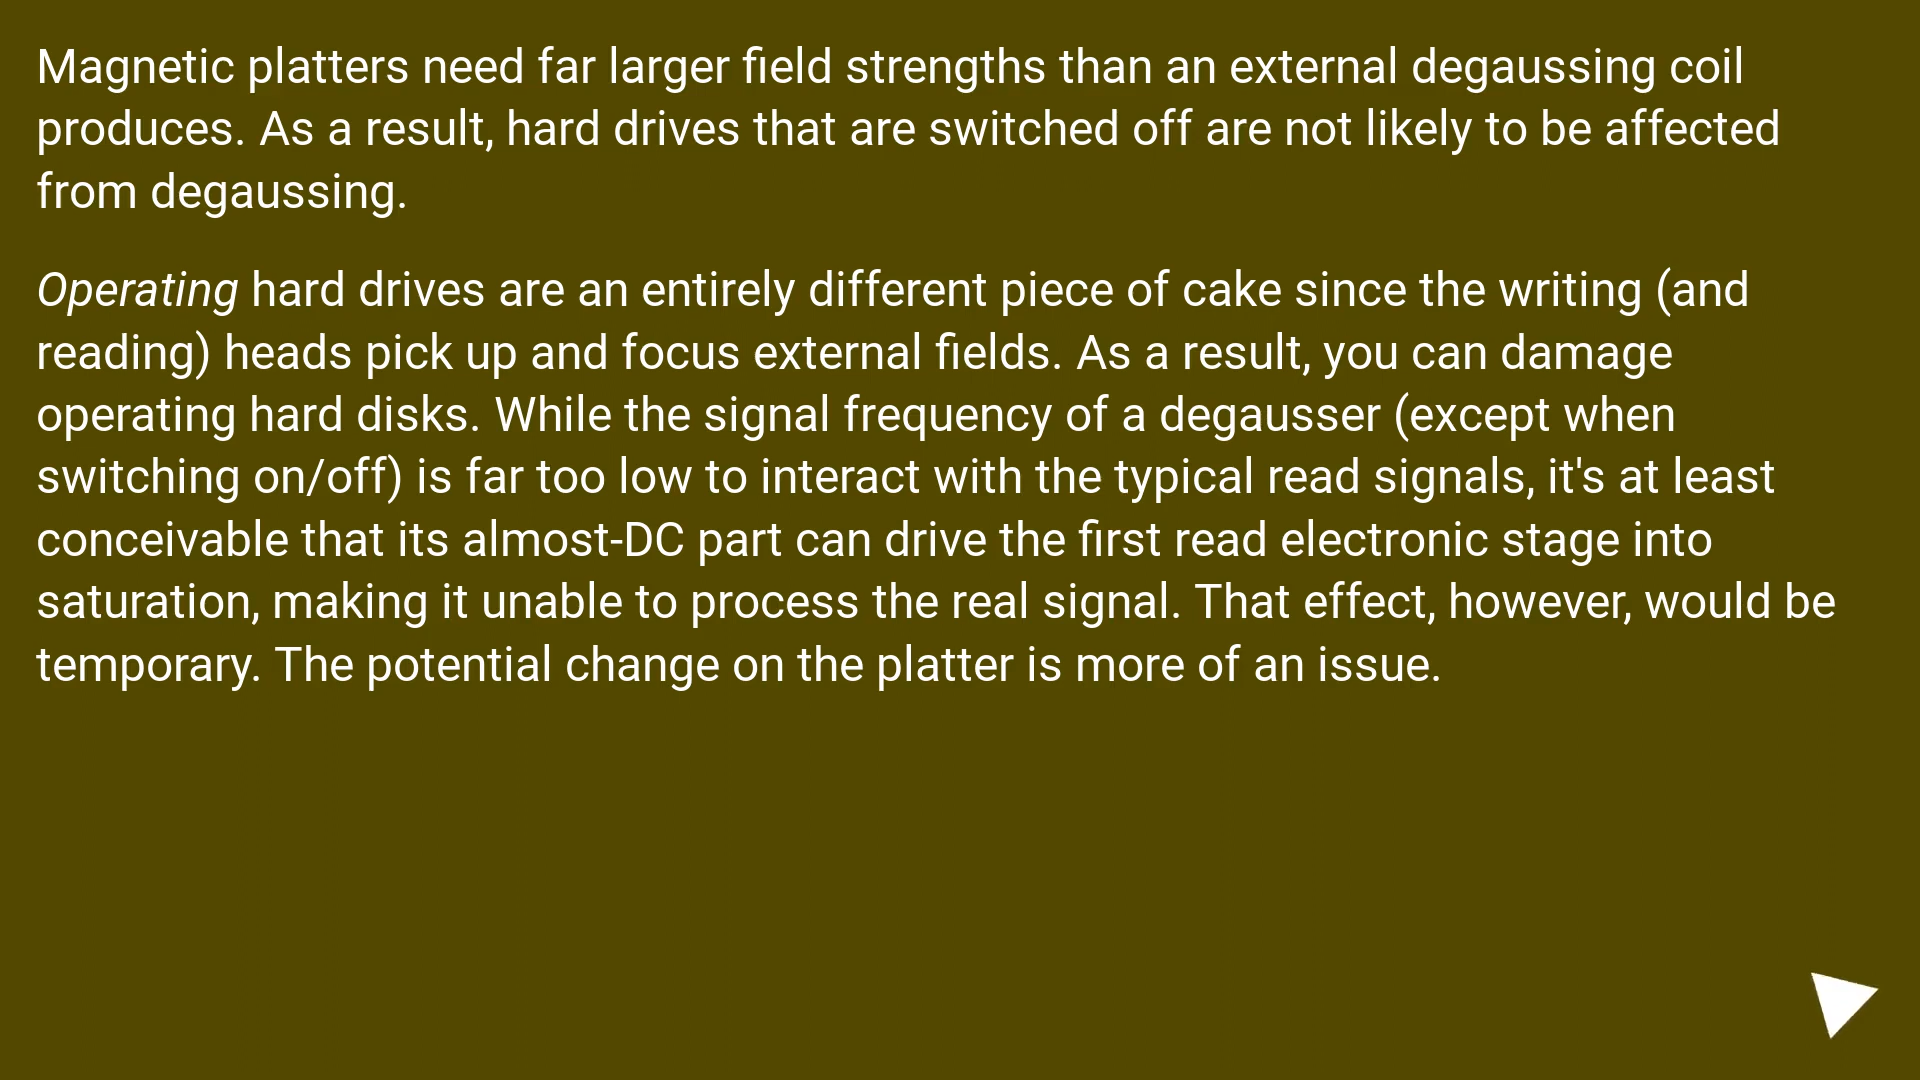 Magnetic platters need far larger field strengths than an external degaussing coil
produces. As a result, hard drives that are switched off are not likely to be affected
from degaussing.
Operating hard drives are an entirely different piece of cake since the writing (and
reading) heads pick up and focus external fields. As a result, you can damage
operating hard disks. While the signal frequency of a degausser (except when
switching on/off) is far too low to interact with the typical read signals, it's at least
conceivable that its almost-DC part can drive the first read electronic stage into
saturation, making it unable to process the real signal. That effect, however, would be
temporary. The potential change on the platter is more of an issue.